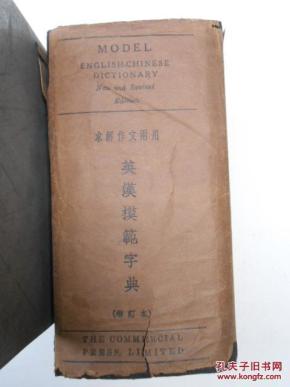 MODEL
ENGLISH-CHINESE
DICTIONARY
New and Revised
Edition
求解作文兩用
英漢模範字典
(增訂本)
THE COMMERCIAL
PRESS, LIMITED
孔夫子旧书网